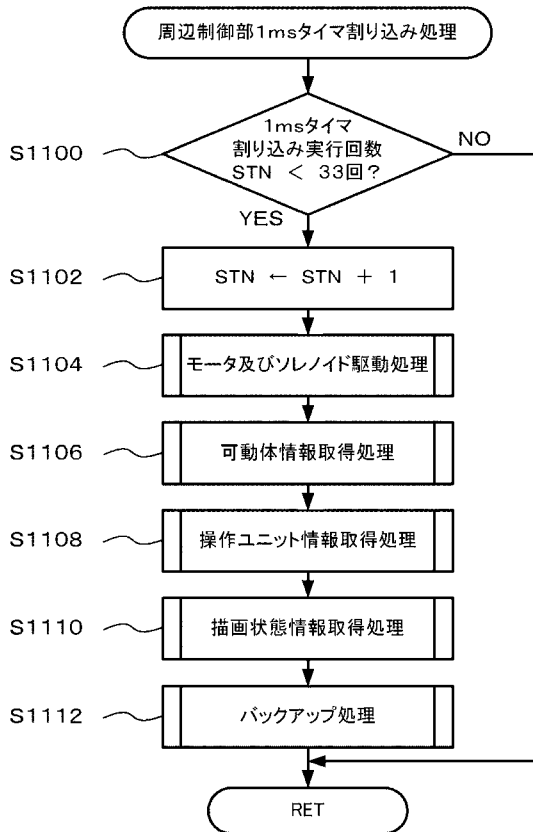 周辺制御部1msタイマ割り込み処理
S1100
1msタイマ
割り込み実行回数
STN < 33回?
NO
YES
S1102
STN ← STN + 1
S1104
モータ及びソレノイド駆動処理
S1106
可動体情報取得処理
S1108
操作ユニット情報取得処理
S1110
描画状態情報取得処理
S1112
バックアップ処理
RET